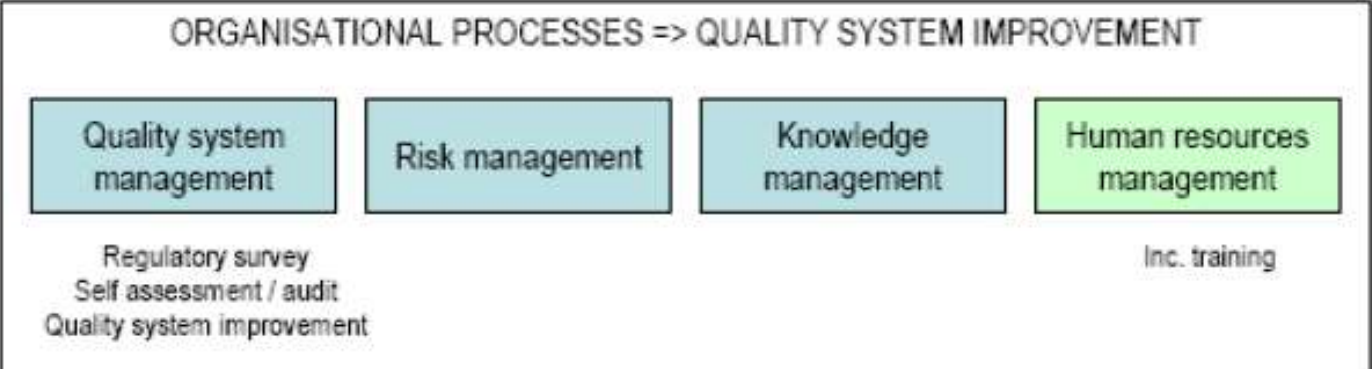 ORGANISATIONAL PROCESSES => QUALITY SYSTEM IMPROVEMENT
Quality system
management
Risk management
Knowledge
management
Human resources
management
Regulatory survey
Self assessment / audit
Quality system improvement
Inc. training